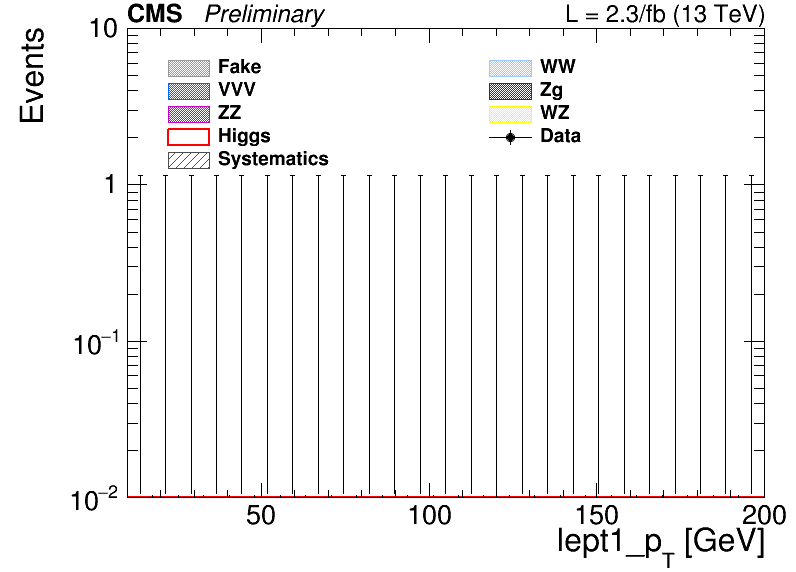 CMS Preliminary L = 2.3/fb (13 TeV)
Events
10
1
10−1
10−2
Fake
VVV
ZZ
Higgs
Systematics
WW
Zg
WZ
Data
50 100 150 200
lept1_pT [GeV]